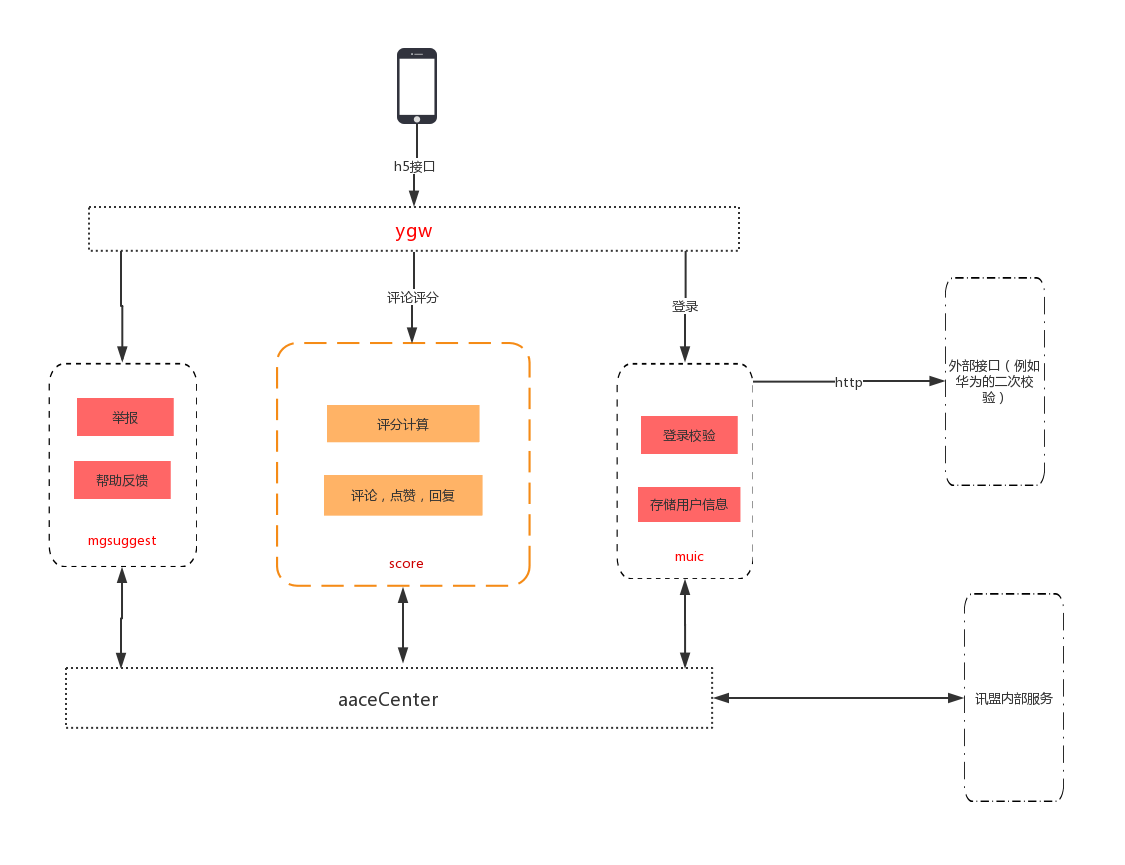 h5接口
ygw
评论评分
登录
外部接口（例如
华为的二次校
验）
http
举报
帮助反馈
mgsuggest
评分计算
评论，点赞，回复
score
登录校验
存储用户信息
muic
aaceCenter
讯盟内部服务